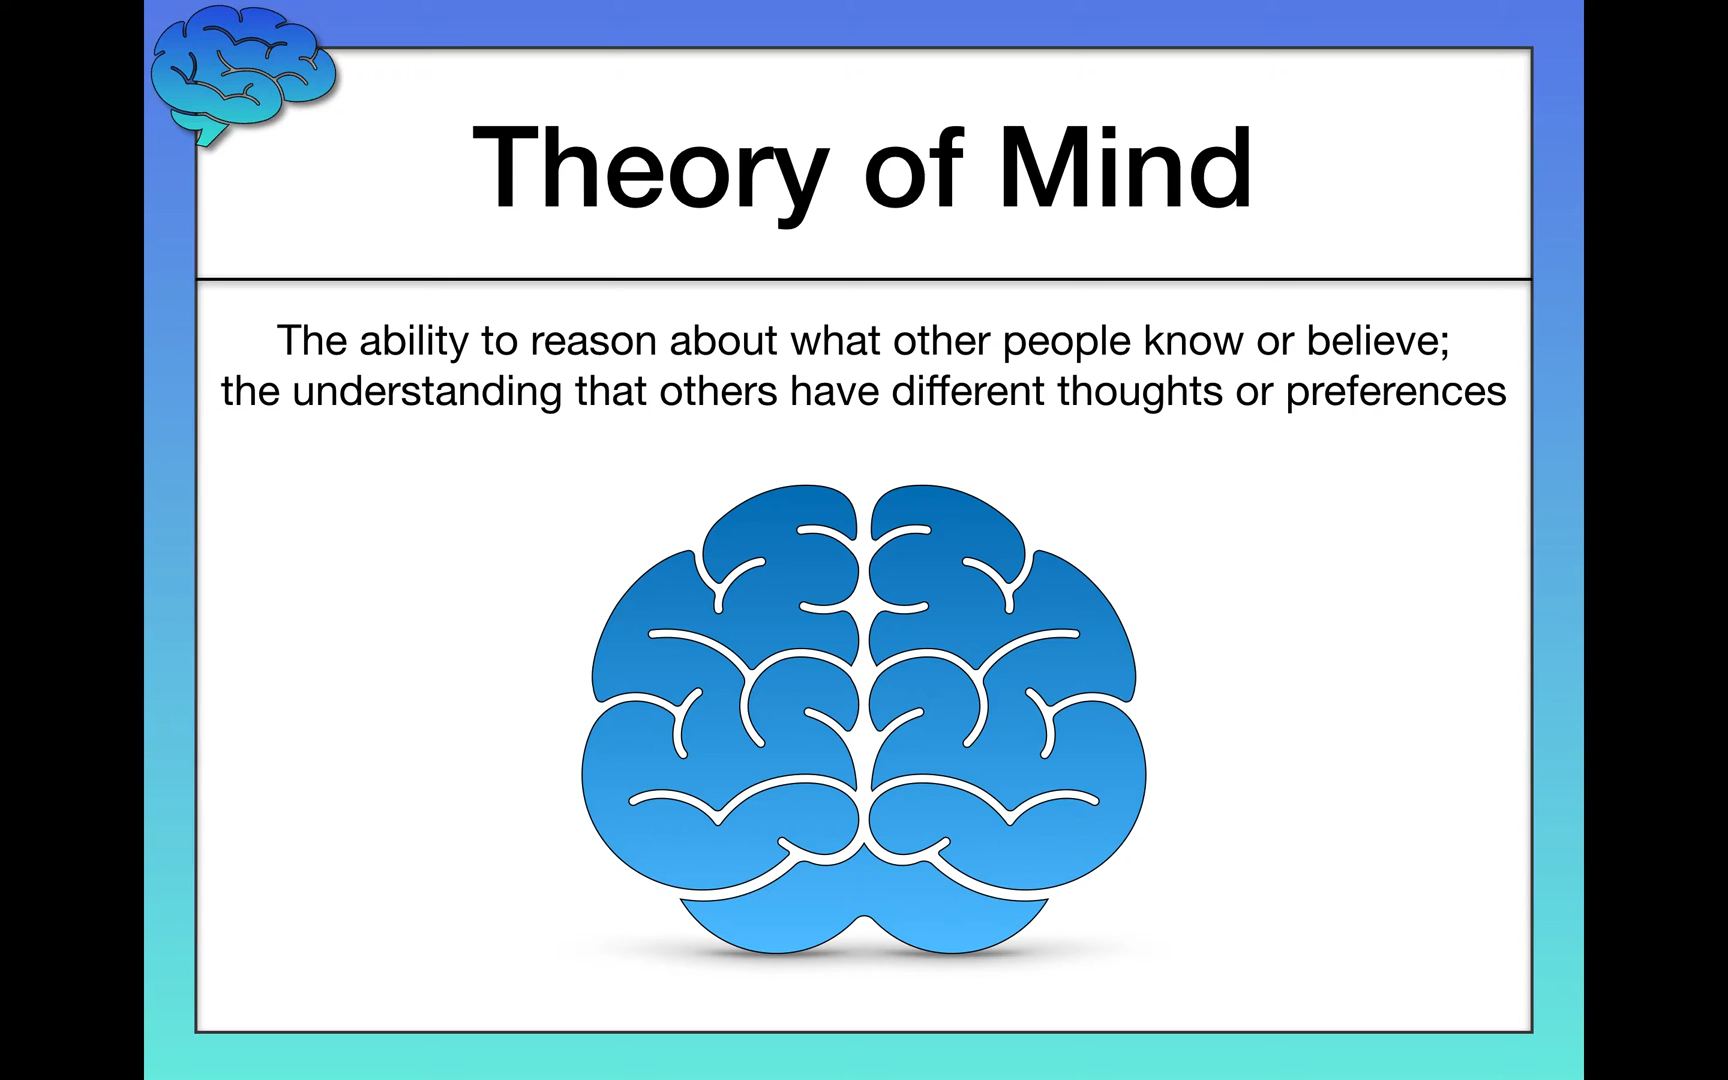 Theory of Mind
The ability to reason about what other people know or believe;
the understanding that others have different thoughts or preferences